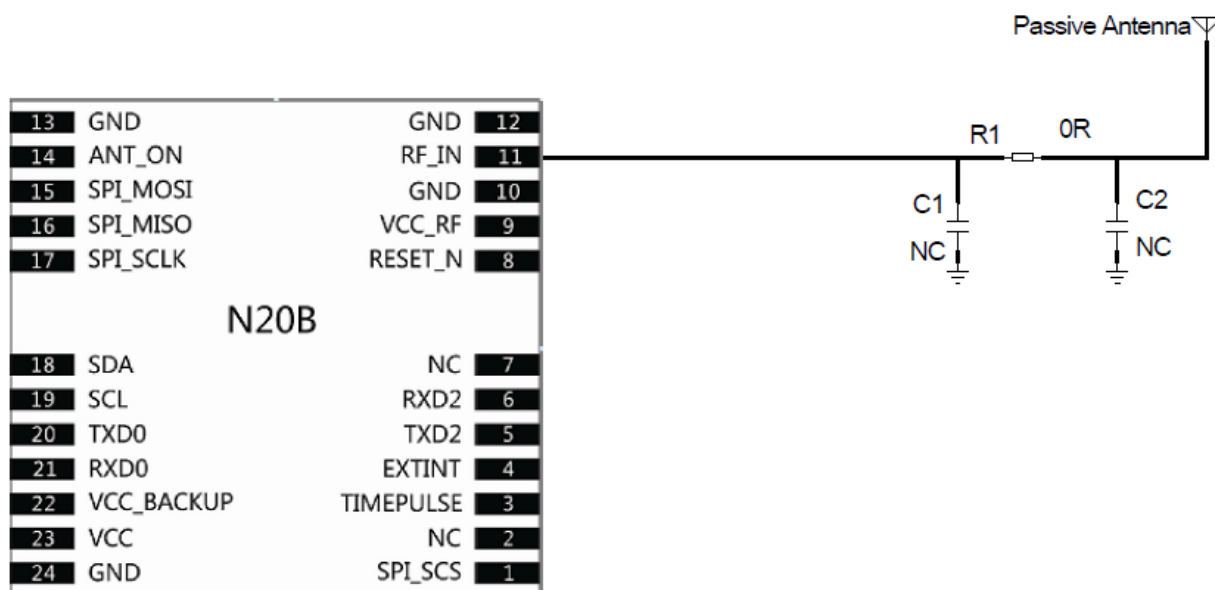 Passive Antenna
13 GND GND 12
14 ANT_ON RF_IN 11
15 SPI_MOSI GND 10
16 SPI_MISO VCC_RF 9
17 SPI_SCLK RESET_N 8
R1 0R
C1 C2
NC NC
N20B
18 SDA NC 7
19 SCL RXD2 6
20 TXD0 TXD2 5
21 RXD0 EXTINT 4
22 VCC_BACKUP TIMEPULSE 3
23 VCC NC 2
24 GND SPI_SCS 1